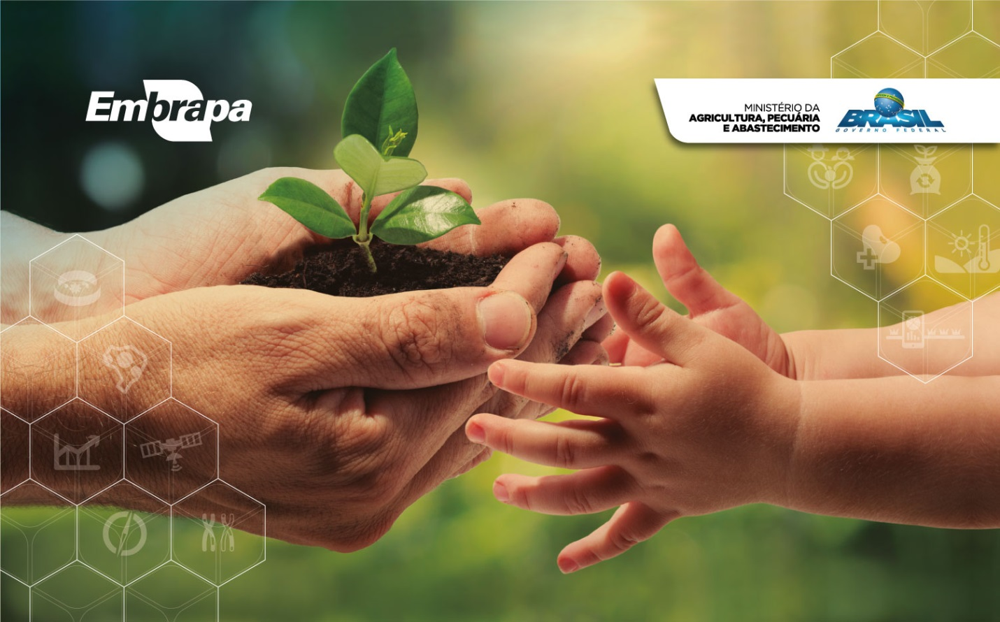 Embrapa
MINISTÉRIO DA
AGRICULTURA, PECUÁRIA
E ABASTECIMENTO
BRASIL
GOVERNO FEDERAL